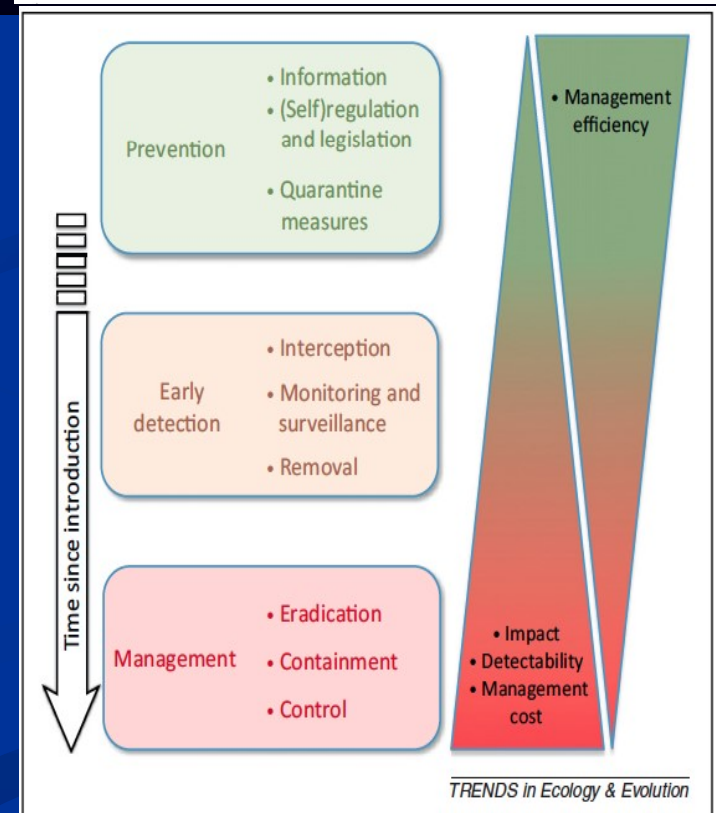 Prevention
• Information
• (Self)regulation
and legislation
• Quarantine
measures
• Management
efficiency
Time since introduction
Early
detection
• Interception
• Monitoring and
surveillance
• Removal
Management
• Eradication
• Containment
• Control
• Impact
• Detectability
• Management
cost
TRENDS in Ecology & Evolution